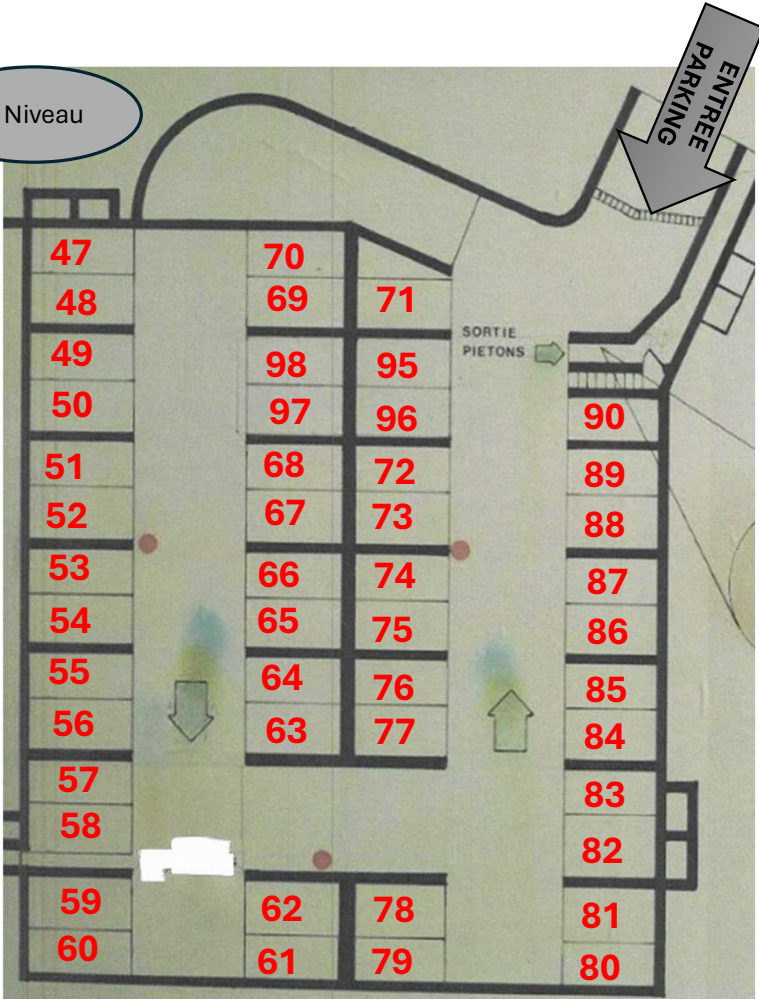 ENTREE
PARKING
Niveau
47 70
48 69 71
SORTIE
PIETONS
49 98 95
50 97 96 90
51 68 72 89
52 67 73 88
53 66 74 87
54 65 75 86
55 64 76 85
56 63 77 84
57 83
58 82
59 62 78 81
60 61 79 80